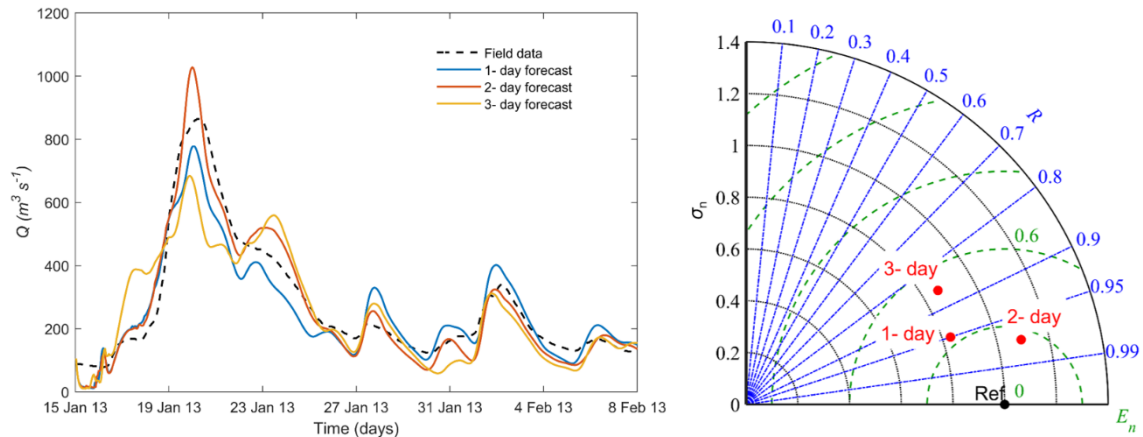 1200
1000
800
600
400
200
0
Q (m³ s⁻¹)
Field data
1- day forecast
2- day forecast
3- day forecast
15 Jan 13 19 Jan 13 23 Jan 13 27 Jan 13 31 Jan 13 4 Feb 13 8 Feb 13
Time (days)
1.4
1.2
1
0.8
0.6
0.4
0.2
0
σn
0.1
0.2
0.3
0.4
0.5
0.6
0.7
R
0.8
0.9
0.95
0.99
0.6
3- day
1- day
2- day
Ref
0
En